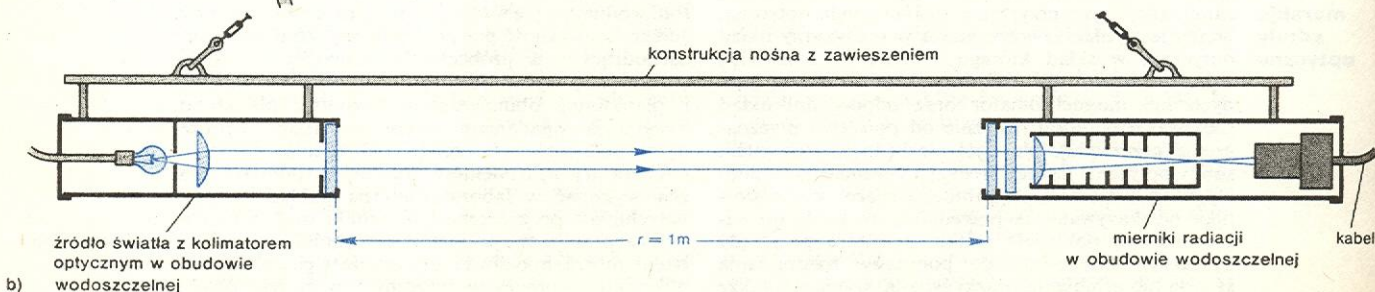 konstrukcja nośna z zawieszeniem
r = 1m
źródło światła z kolimatorem
optycznym w obudowie
b) wodoszczelnej
mierniki radiacji
w obudowie wodoszczelnej
kabel